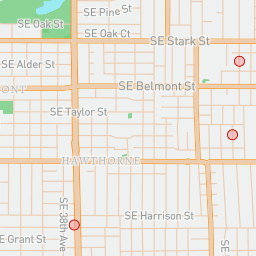 SE Pine St
SE Oak St
SE Oak Ct
SE Stark St
SE Alder St
SE Belmont St
ONT
SE Taylor St
HAWTHORNE
SE 38th Ave
SE Harrison St
SE Grant St